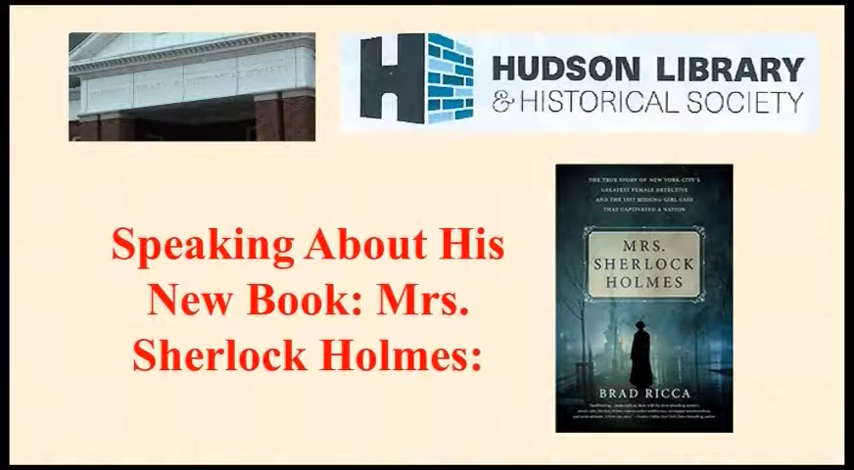 HUDSON LIBRARY
& HISTORICAL SOCIETY
THE TRUE STORY OF NEW YORK CITY'S
GREATEST FEMALE DETECTIVE
AND THE 1917 MISSING GIRL CASE
THAT CAPTIVATED A NATION
MRS.
SHERLOCK
HOLMES
BRAD RICCA
Speaking About His
New Book: Mrs.
Sherlock Holmes: